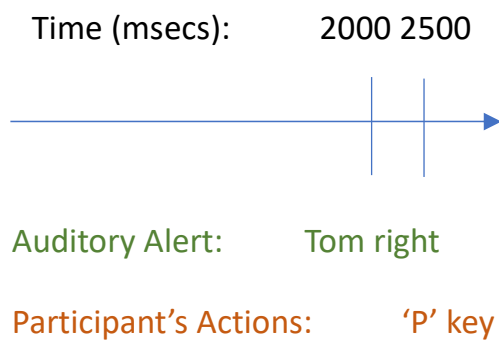 Time (msecs): 2000 2500
Auditory Alert: Tom right
Participant’s Actions: ‘P’ key